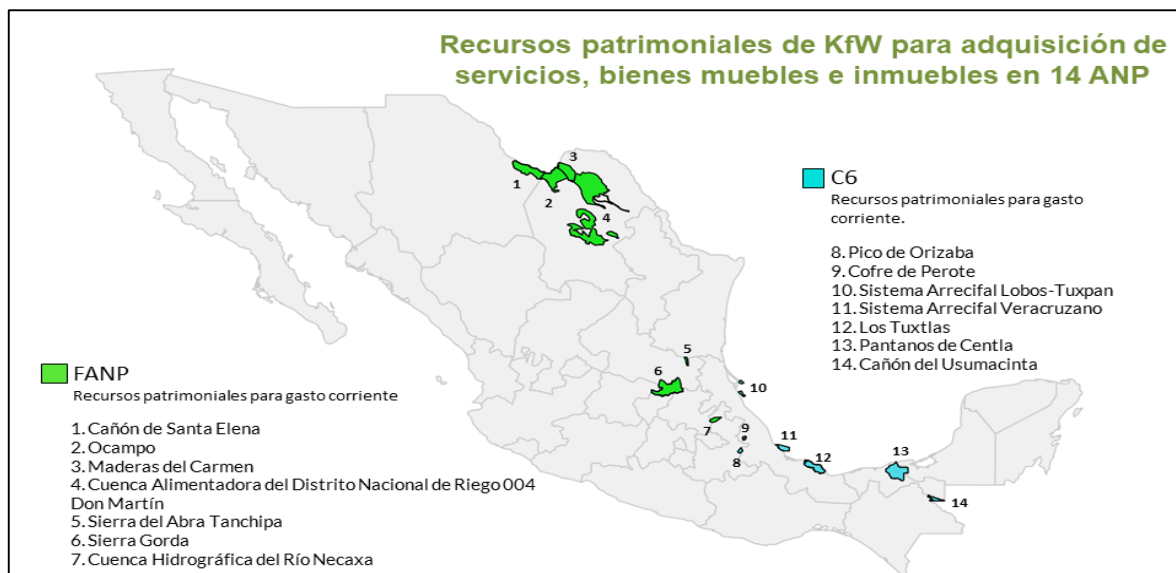 Recursos patrimoniales de KfW para adquisición de
servicios, bienes muebles e inmuebles en 14 ANP
C6
Recursos patrimoniales para gasto
corriente.
8. Pico de Orizaba
9. Cofre de Perote
10. Sistema Arrecifal Lobos-Tuxpan
11. Sistema Arrecifal Veracruzano
12. Los Tuxtlas
13. Pantanos de Centla
14. Cañón del Usumacinta
FANP
Recursos patrimoniales para gasto corriente
1. Cañón de Santa Elena
2. Ocampo
3. Maderas del Carmen
4. Cuenca Alimentadora del Distrito Nacional de Riego 004
Don Martín
5. Sierra del Abra Tanchipa
6. Sierra Gorda
7. Cuenca Hidrográfica del Río Necaxa
1
2
3
4
5
6
7
8
9
10
11
12
13
14